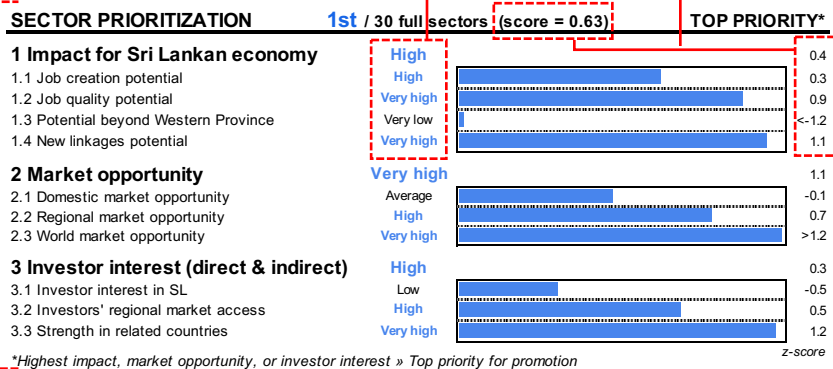 SECTOR PRIORITIZATION 1st / 30 full sectors (score = 0.63) TOP PRIORITY*
1 Impact for Sri Lankan economy High 0.4
1.1 Job creation potential High 0.3
1.2 Job quality potential Very high 0.9
1.3 Potential beyond Western Province Very low <-1.2
1.4 New linkages potential Very high 1.1
2 Market opportunity Very high 1.1
2.1 Domestic market opportunity Average -0.1
2.2 Regional market opportunity High 0.7
2.3 World market opportunity Very high >1.2
3 Investor interest (direct & indirect) High 0.3
3.1 Investor interest in SL Low -0.5
3.2 Investors' regional market access High 0.5
3.3 Strength in related countries Very high 1.2
z-score
*Highest impact, market opportunity, or investor interest » Top priority for promotion